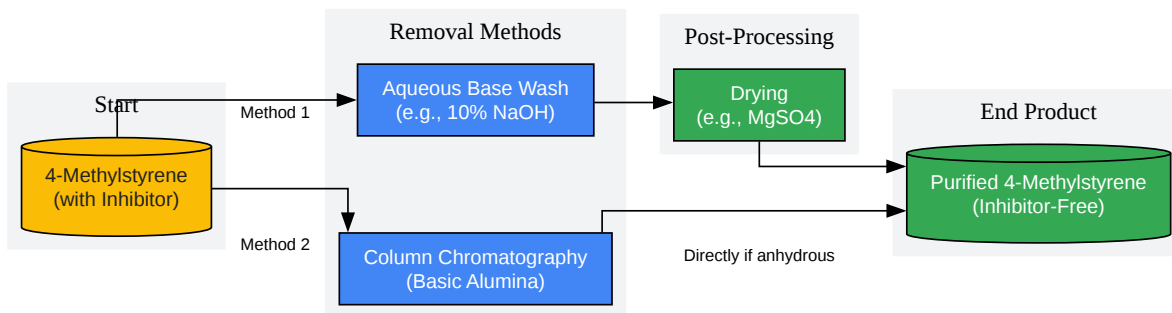 Start
4-Methylstyrene
(with Inhibitor)
Method 1
Method 2
Removal Methods
Aqueous Base Wash
(e.g., 10% NaOH)
Column Chromatography
(Basic Alumina)
Post-Processing
Drying
(e.g., MgSO4)
Directly if anhydrous
End Product
Purified 4-Methylstyrene
(Inhibitor-Free)